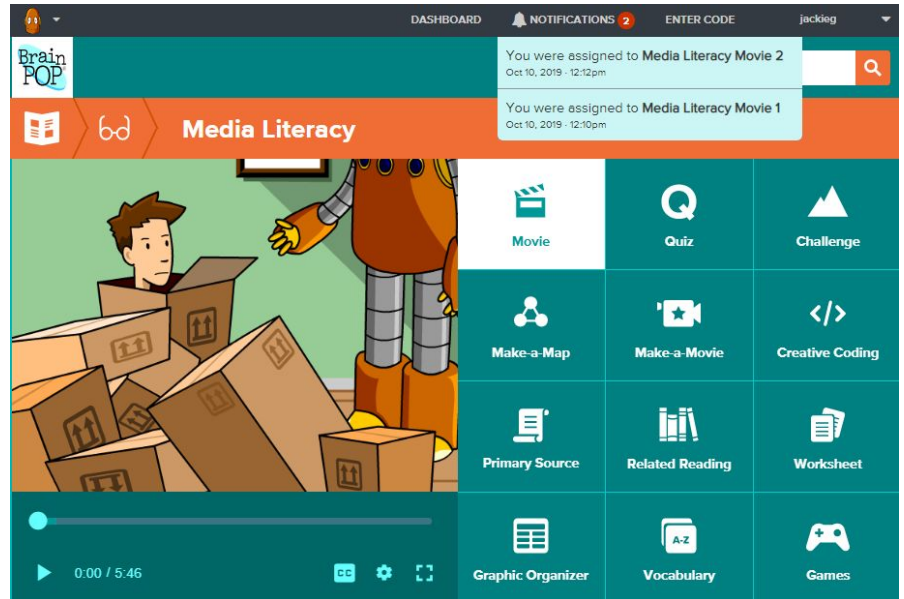 DASHBOARD
NOTIFICATIONS 2
ENTER CODE
jackieg
Brain
POP
You were assigned to Media Literacy Movie 2
Oct 10, 2019 - 12:12pm
You were assigned to Media Literacy Movie 1
Oct 10, 2019 - 12:10pm
Media Literacy
Movie
Quiz
Challenge
Make-a-Map
Make-a-Movie
Creative Coding
Primary Source
Related Reading
Worksheet
0:00 / 5:46
CC
Graphic Organizer
A-Z
Vocabulary
Games